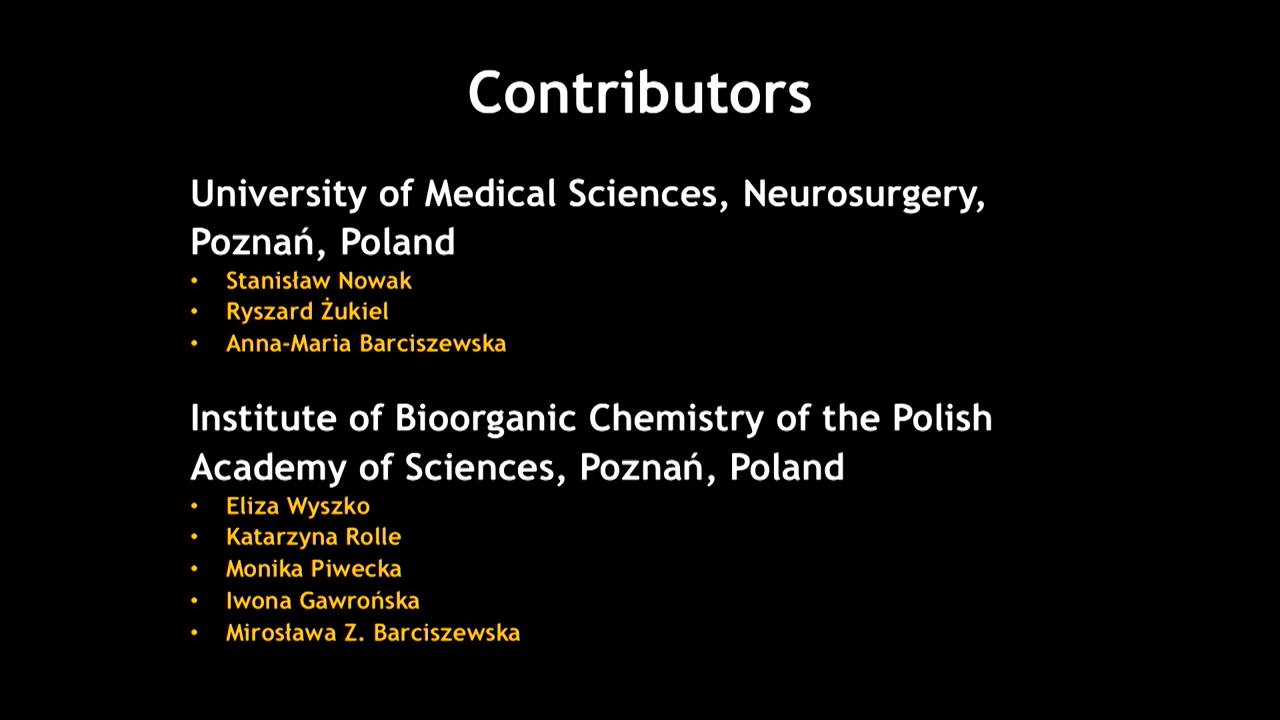 Contributors
University of Medical Sciences, Neurosurgery,
Poznań, Poland
• Stanisław Nowak
• Ryszard Żukiel
• Anna-Maria Barciszewska
Institute of Bioorganic Chemistry of the Polish
Academy of Sciences, Poznań, Poland
• Eliza Wyszko
• Katarzyna Rolle
• Monika Piwecka
• Iwona Gawrońska
• Mirosława Z. Barciszewska